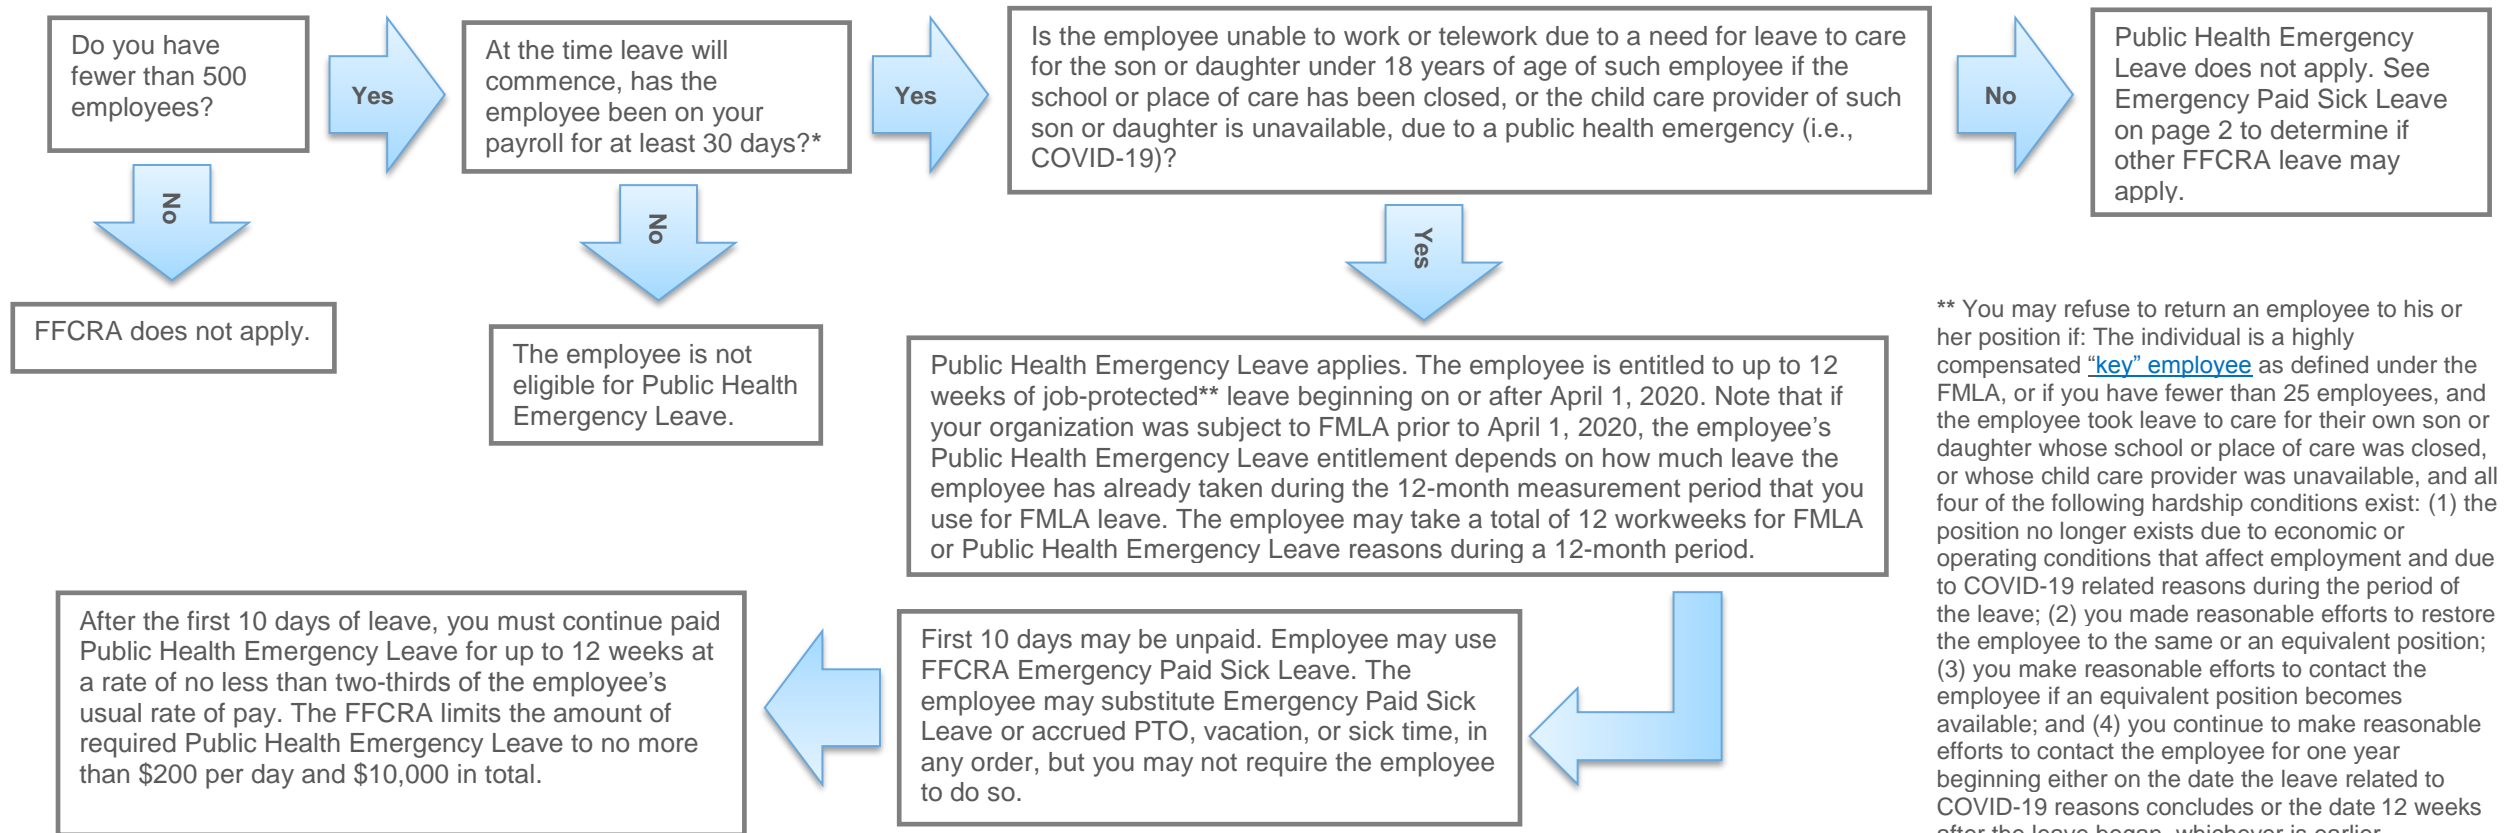 Do you have
fewer than 500
employees?
Yes
At the time leave will
commence, has the
employee been on your
payroll for at least 30 days?*
Yes
Is the employee unable to work or telework due to a need for leave to care
for the son or daughter under 18 years of age of such employee if the
school or place of care has been closed, or the child care provider of such
son or daughter is unavailable, due to a public health emergency (i.e.,
COVID-19)?
No
Public Health Emergency
Leave does not apply. See
Emergency Paid Sick Leave
on page 2 to determine if
other FFCRA leave may
apply.
No
No
Yes
FFCRA does not apply.
The employee is not
eligible for Public Health
Emergency Leave.
Public Health Emergency Leave applies. The employee is entitled to up to 12
weeks of job-protected** leave beginning on or after April 1, 2020. Note that if
your organization was subject to FMLA prior to April 1, 2020, the employee’s
Public Health Emergency Leave entitlement depends on how much leave the
employee has already taken during the 12-month measurement period that you
use for FMLA leave. The employee may take a total of 12 workweeks for FMLA
or Public Health Emergency Leave reasons during a 12-month period.
** You may refuse to return an employee to his or
her position if: The individual is a highly
compensated “key” employee as defined under the
FMLA, or if you have fewer than 25 employees, and
the employee took leave to care for their own son or
daughter whose school or place of care was closed,
or whose child care provider was unavailable, and all
four of the following hardship conditions exist: (1) the
position no longer exists due to economic or
operating conditions that affect employment and due
to COVID-19 related reasons during the period of
the leave; (2) you made reasonable efforts to restore
the employee to the same or an equivalent position;
(3) you make reasonable efforts to contact the
employee if an equivalent position becomes
available; and (4) you continue to make reasonable
efforts to contact the employee for one year
beginning either on the date the leave related to
COVID-19 reasons concludes or the date 12 weeks
after the leave began, whichever is earlier
First 10 days may be unpaid. Employee may use
FFCRA Emergency Paid Sick Leave. The
employee may substitute Emergency Paid Sick
Leave or accrued PTO, vacation, or sick time, in
any order, but you may not require the employee
to do so.
After the first 10 days of leave, you must continue paid
Public Health Emergency Leave for up to 12 weeks at
a rate of no less than two-thirds of the employee’s
usual rate of pay. The FFCRA limits the amount of
required Public Health Emergency Leave to no more
than $200 per day and $10,000 in total.